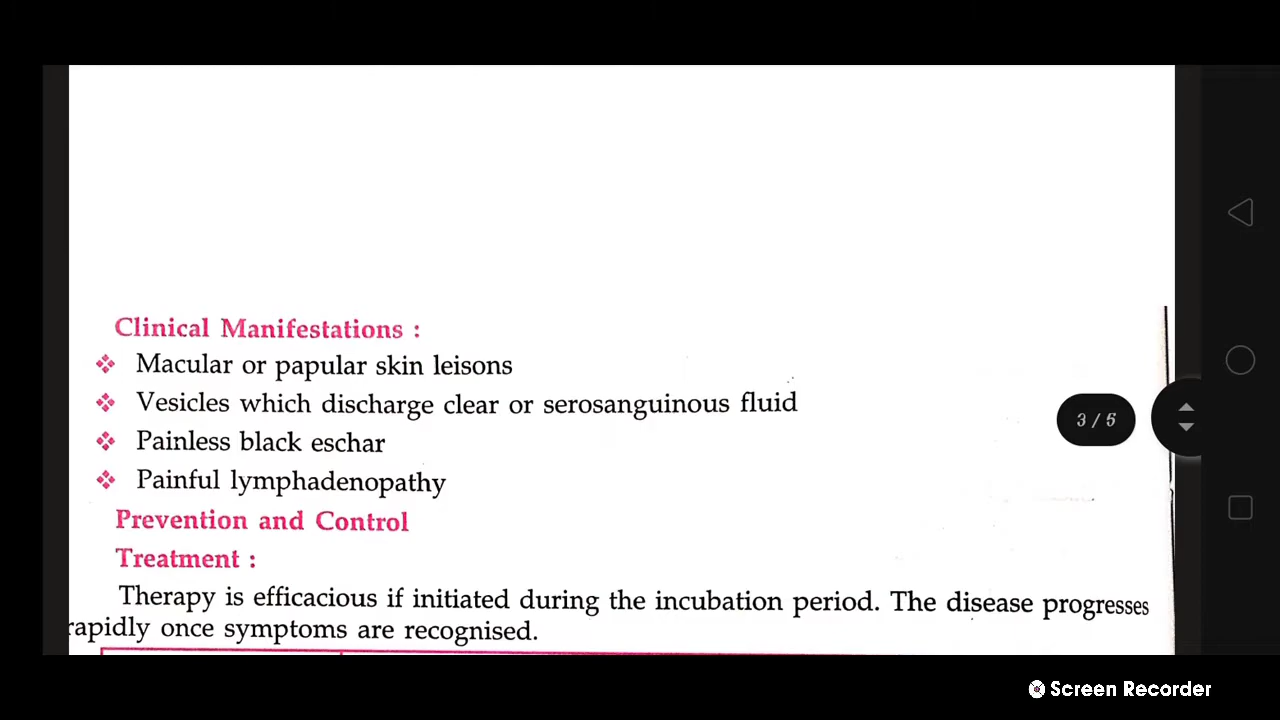 Clinical Manifestations :
❖ Macular or papular skin leisons
❖ Vesicles which discharge clear or serosanguinous fluid
3 / 5
❖ Painless black eschar
❖ Painful lymphadenopathy
Prevention and Control
Treatment :
Therapy is efficacious if initiated during the incubation period. The disease progresses
rapidly once symptoms are recognised.
Screen Recorder